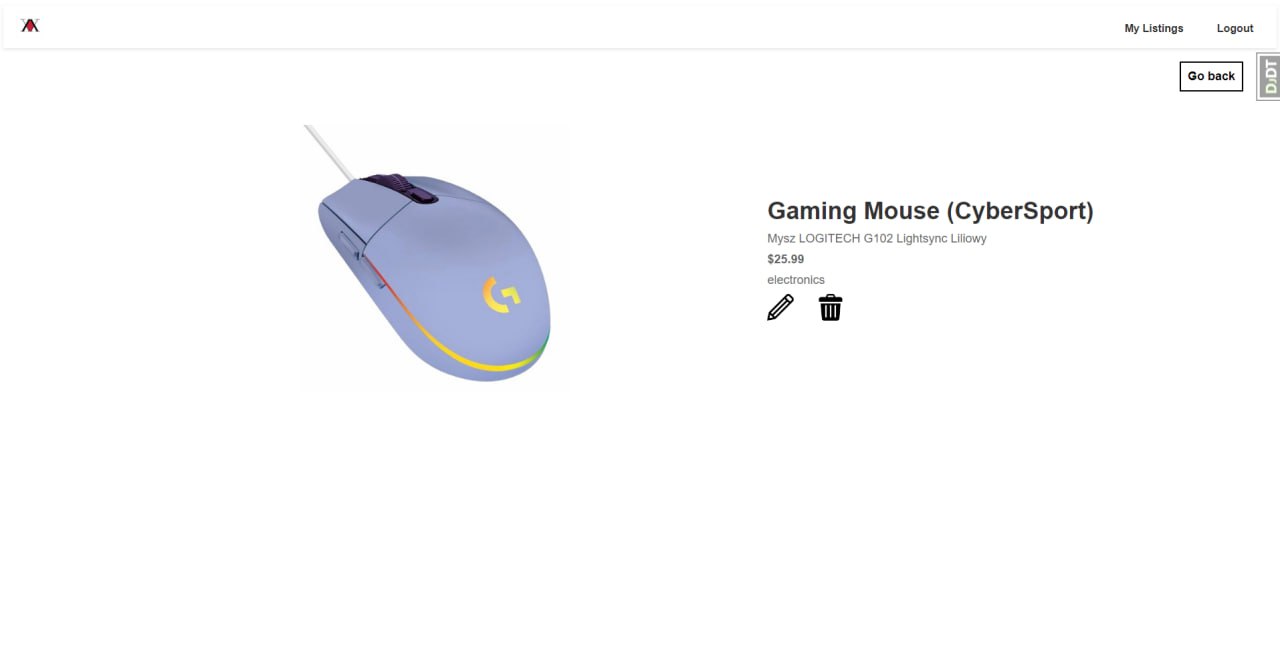 My Listings
Logout
Go back
DjDT
Gaming Mouse (CyberSport)
Mysz LOGITECH G102 Lightsync Liliowy
$25.99
electronics